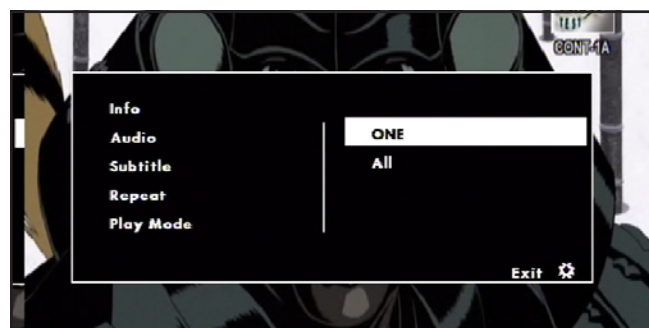 TEST
CONT-1A
Info
Audio
Subtitle
Repeat
Play Mode
ONE
All
Exit